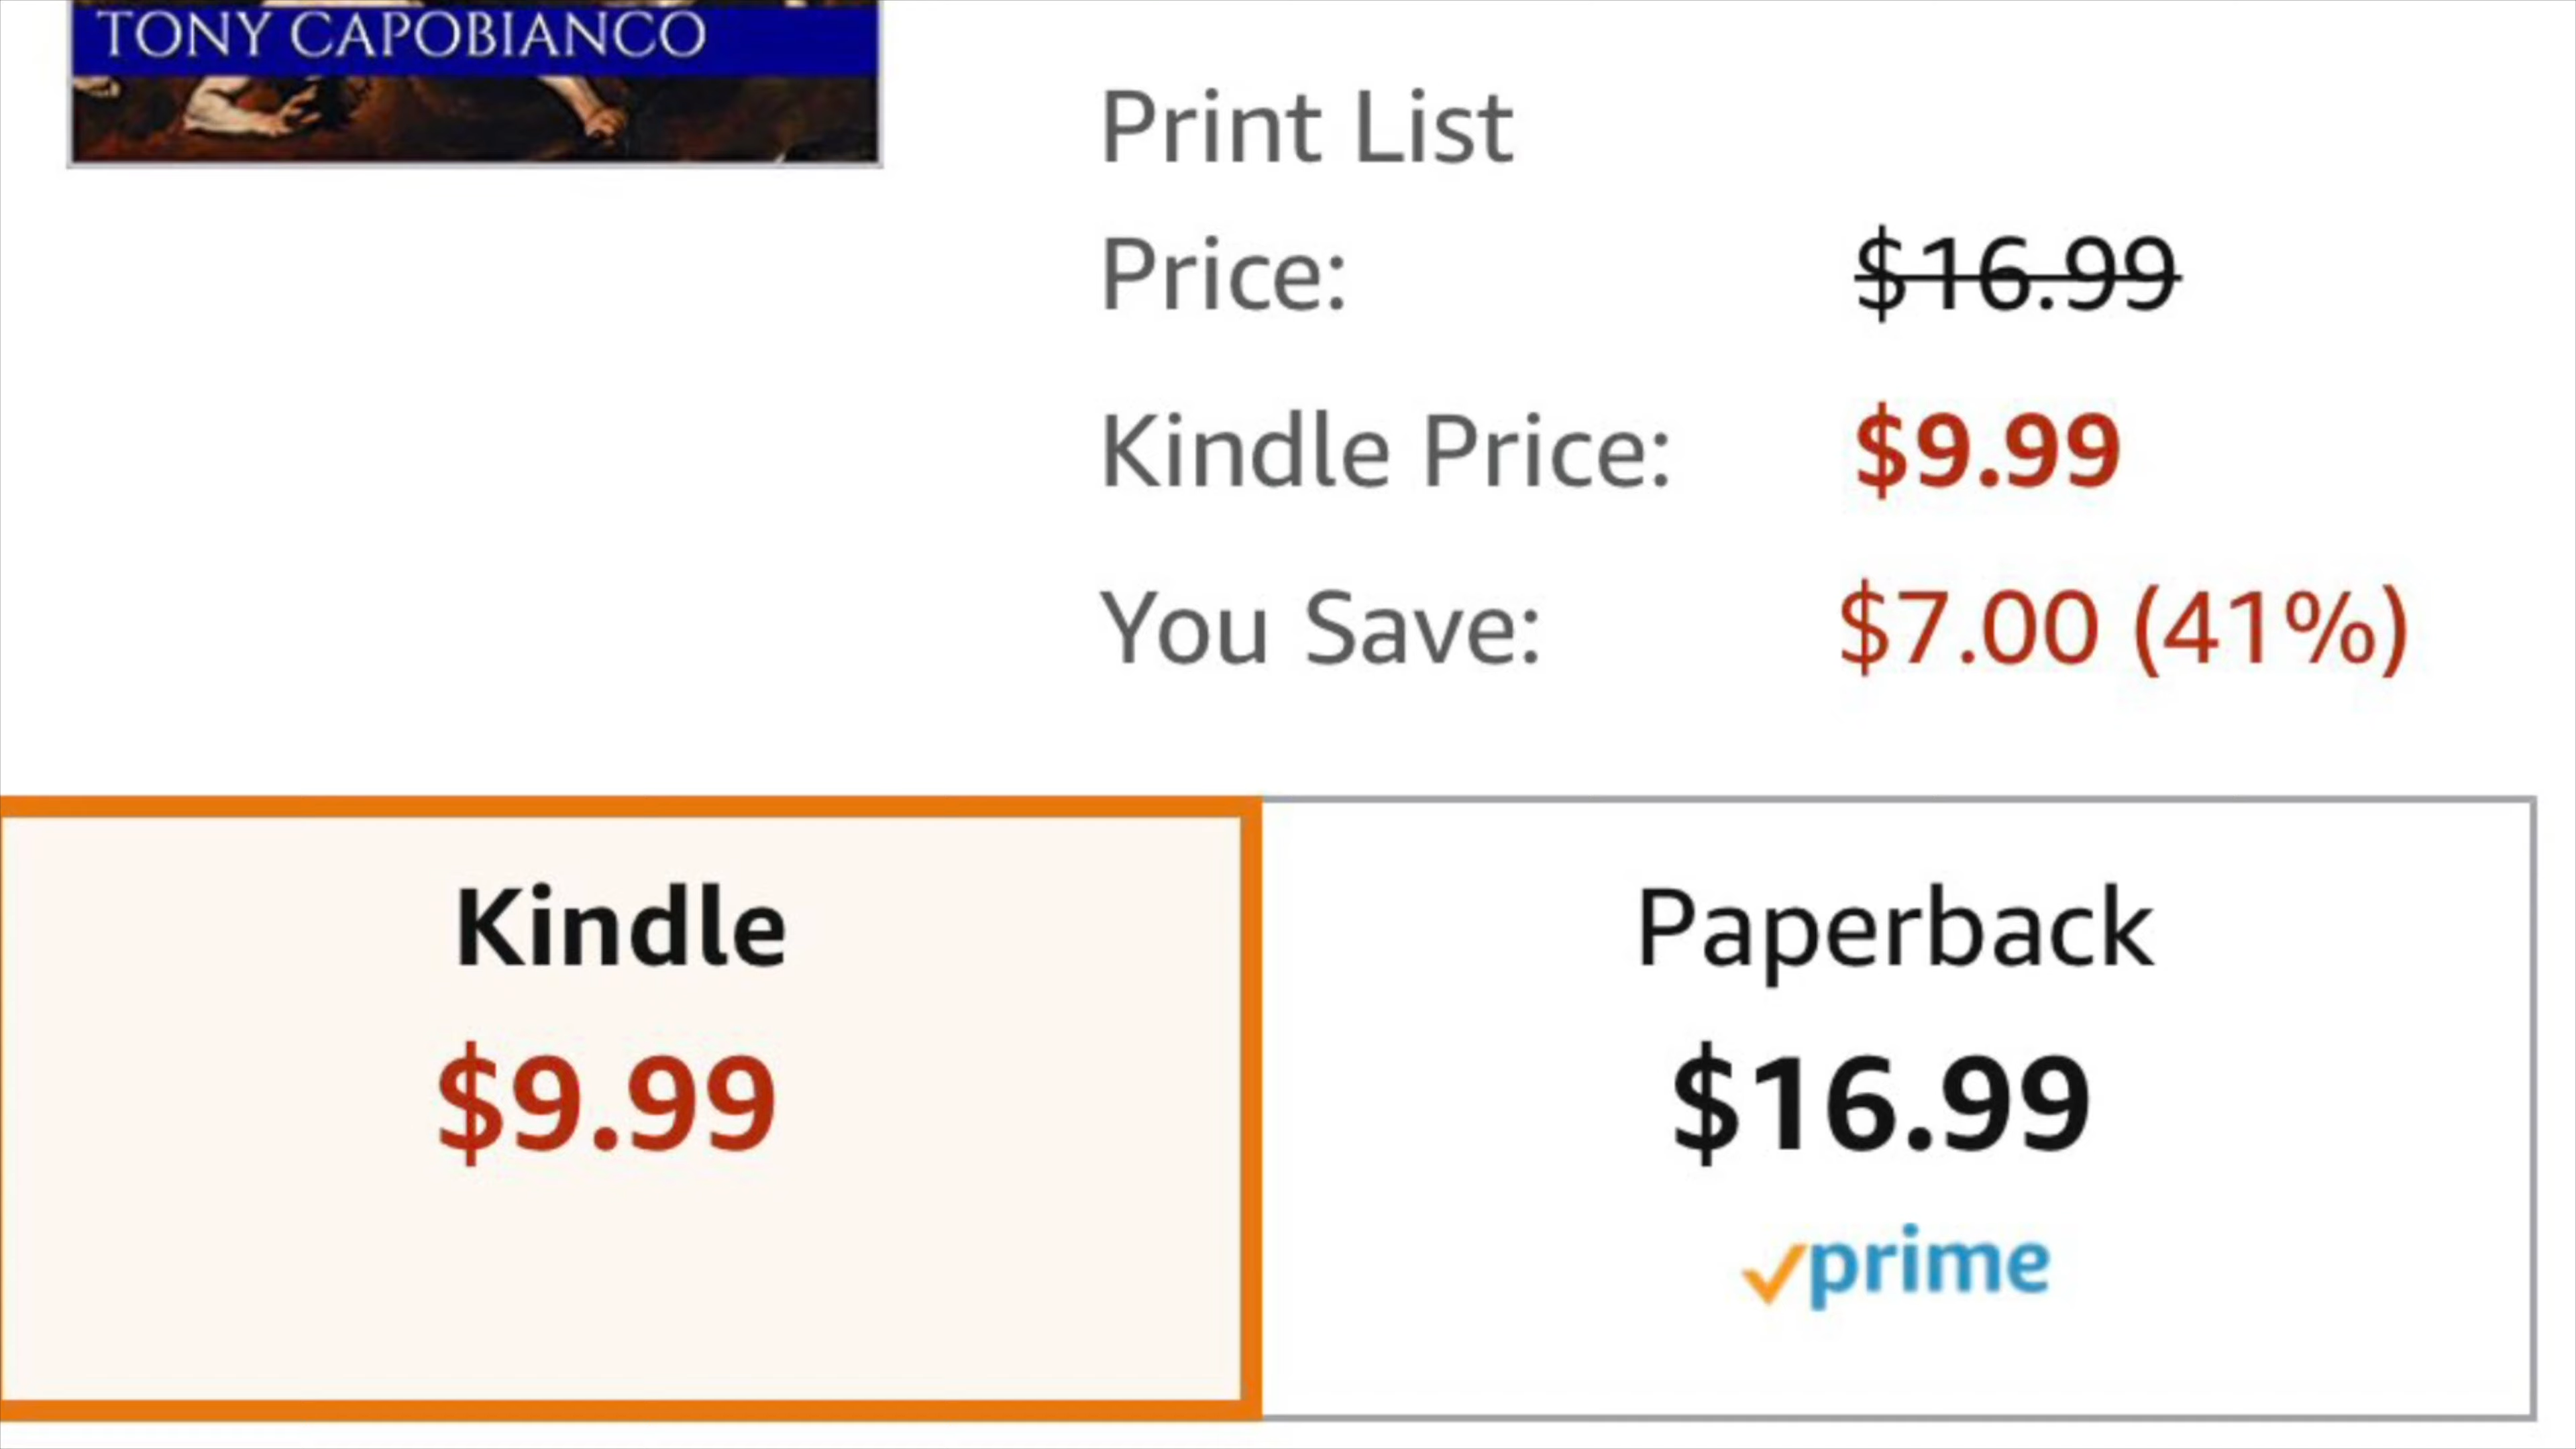 TONY CAPOBIANCO
Print List
Price: $16.99
Kindle Price: $9.99
You Save: $7.00 (41%)
Kindle
$9.99
Paperback
$16.99
prime